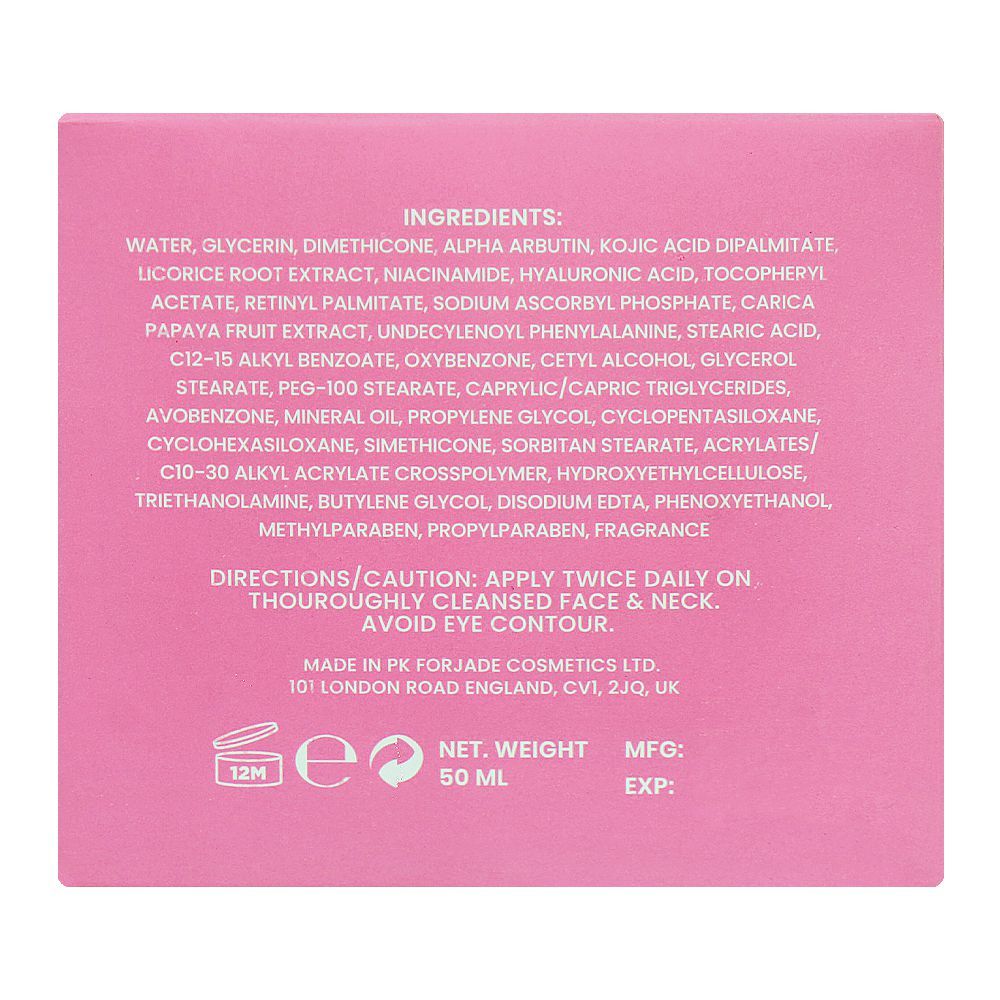 INGREDIENTS:
WATER, GLYCERIN, DIMETHICONE, ALPHA ARBUTIN, KOJIC ACID DIPALMITATE,
LICORICE ROOT EXTRACT, NIACINAMIDE, HYALURONIC ACID, TOCOPHERYL
ACETATE, RETINYL PALMITATE, SODIUM ASCORBYL PHOSPHATE, CARICA
PAPAYA FRUIT EXTRACT, UNDECYLENOYL PHENYLALANINE, STEARIC ACID,
C12-15 ALKYL BENZOATE, OXYBENZONE, CETYL ALCOHOL, GLYCEROL
STEARATE, PEG-100 STEARATE, CAPRYLIC/CAPRIC TRIGLYCERIDES,
AVOBENZONE, MINERAL OIL, PROPYLENE GLYCOL, CYCLOPENTASILOXANE,
CYCLOHEXASILOXANE, SIMETHICONE, SORBITAN STEARATE, ACRYLATES/
C10-30 ALKYL ACRYLATE CROSSPOLYMER, HYDROXYETHYLCELLULOSE,
TRIETHANOLAMINE, BUTYLENE GLYCOL, DISODIUM EDTA, PHENOXYETHANOL,
METHYLPARABEN, PROPYLPARABEN, FRAGRANCE
DIRECTIONS/CAUTION: APPLY TWICE DAILY ON
THOUROUGHLY CLEANSED FACE & NECK.
AVOID EYE CONTOUR.
MADE IN PK FORJADE COSMETICS LTD.
101 LONDON ROAD ENGLAND, CV1, 2JQ, UK
12M e NET. WEIGHT MFG:
50 ML EXP: